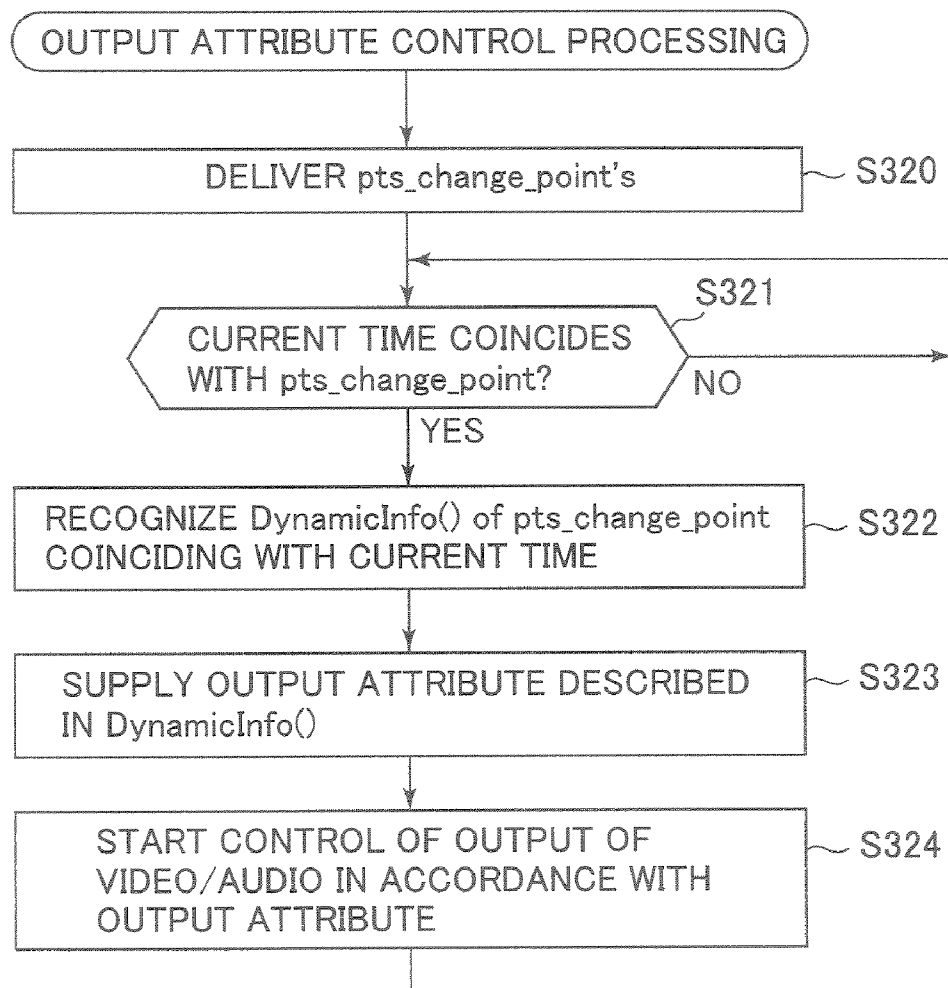 OUTPUT ATTRIBUTE CONTROL PROCESSING
DELIVER pts_change_point's
S320
S321
CURRENT TIME COINCIDES
WITH pts_change_point?
NO
YES
RECOGNIZE DynamicInfo() of pts_change_point
COINCIDING WITH CURRENT TIME
S322
SUPPLY OUTPUT ATTRIBUTE DESCRIBED
IN DynamicInfo()
S323
START CONTROL OF OUTPUT OF
VIDEO/AUDIO IN ACCORDANCE WITH
OUTPUT ATTRIBUTE
S324